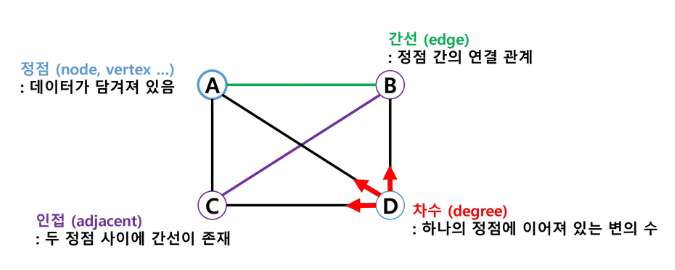 간선 (edge)
: 정점 간의 연결 관계
정점 (node, vertex ...)
: 데이터가 담겨져 있음
A
B
C
D
인접 (adjacent)
: 두 정점 사이에 간선이 존재
차수 (degree)
: 하나의 정점에 이어져 있는 변의 수